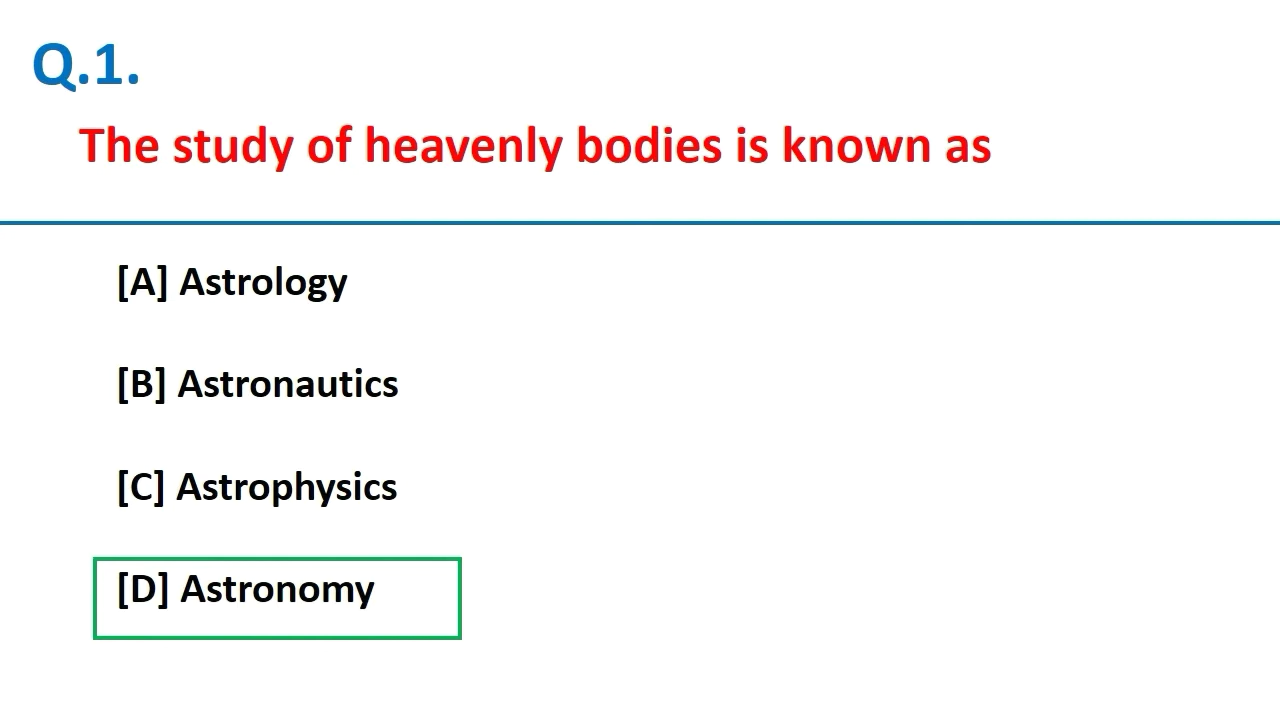 Q.1.
The study of heavenly bodies is known as
[A] Astrology
[B] Astronautics
[C] Astrophysics
[D] Astronomy